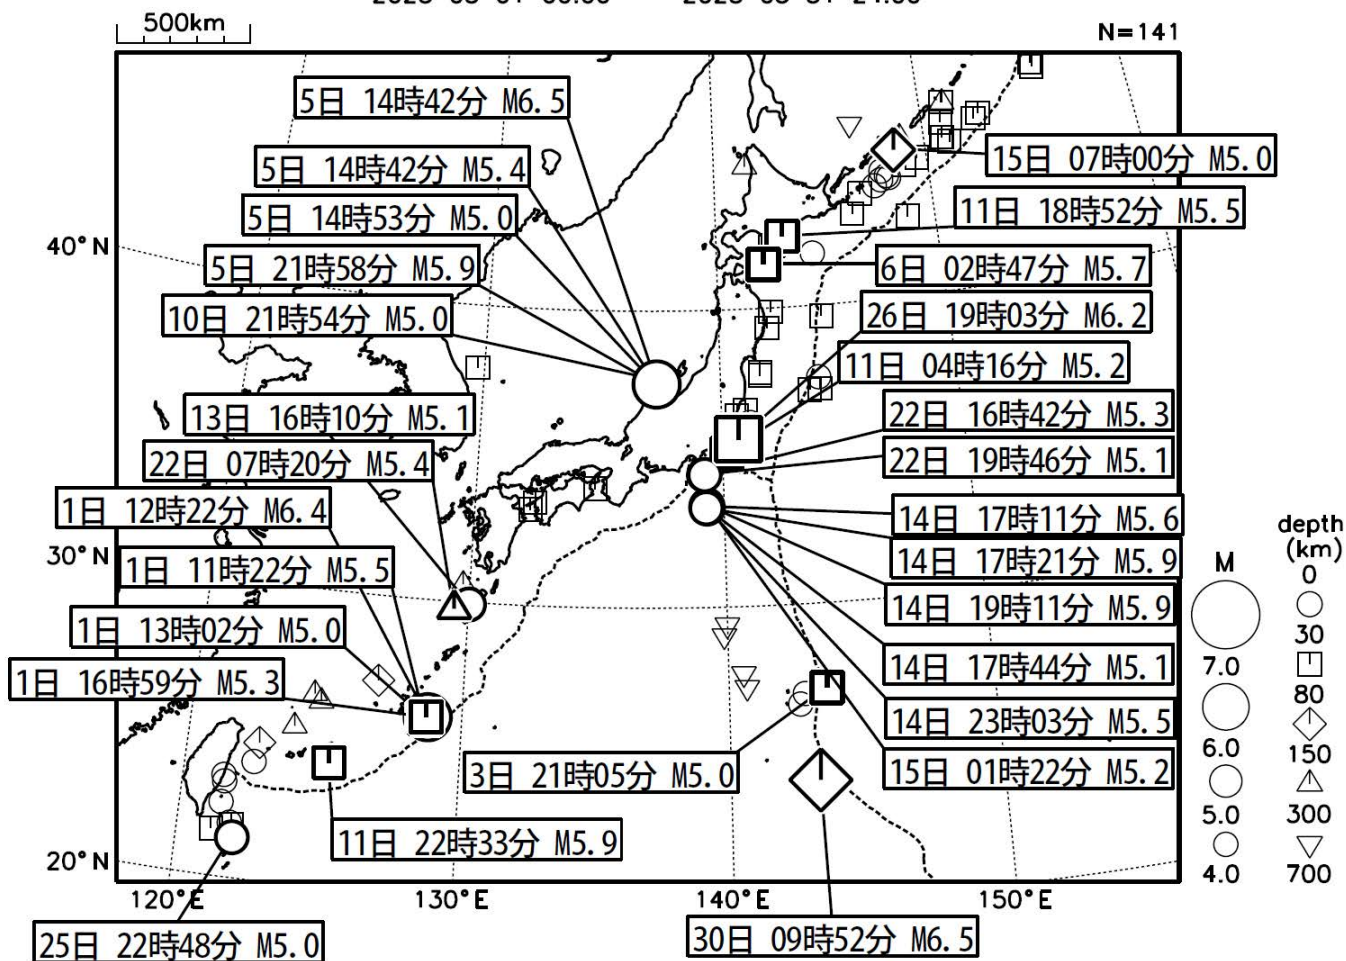 500km
N=141
5日 14時42分 M6.5
5日 14時42分 M5.4
5日 14時53分 M5.0
5日 21時58分 M5.9
10日 21時54分 M5.0
13日 16時10分 M5.1
22日 07時20分 M5.4
1日 12時22分 M6.4
1日 11時22分 M5.5
1日 13時02分 M5.0
1日 16時59分 M5.3
15日 07時00分 M5.0
11日 18時52分 M5.5
6日 02時47分 M5.7
26日 19時03分 M6.2
11日 04時16分 M5.2
22日 16時42分 M5.3
22日 19時46分 M5.1
14日 17時11分 M5.6
14日 17時21分 M5.9
14日 19時11分 M5.9
14日 17時44分 M5.1
14日 23時03分 M5.5
15日 01時22分 M5.2
3日 21時05分 M5.0
11日 22時33分 M5.9
25日 22時48分 M5.0
30日 09時52分 M6.5
40°N
30°N
20°N
120°E
130°E
140°E
150°E
M
7.0
6.0
5.0
4.0
depth
(km)
0
30
80
150
300
700